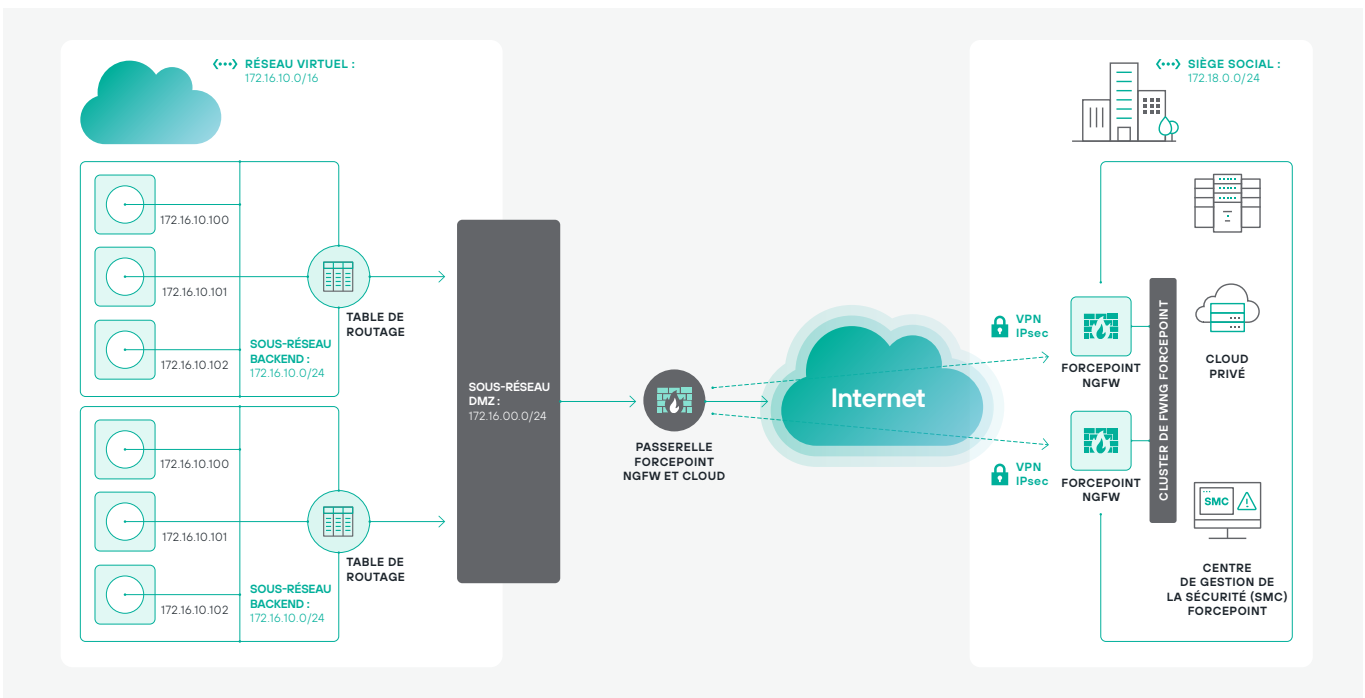 RÉSEAU VIRTUEL :
172.16.10.0/16
172.16.10.100
172.16.10.101
172.16.10.102
TABLE DE
ROUTAGE
SOUS-RÉSEAU
BACKEND :
172.16.10.0/24
172.16.10.100
172.16.10.101
172.16.10.102
TABLE DE
ROUTAGE
SOUS-RÉSEAU
BACKEND :
172.16.10.0/24
SOUS-RÉSEAU
DMZ :
172.16.00.0/24
PASSERELLE
FORCEPOINT
NGFW ET CLOUD
Internet
VPN
IPsec
VPN
IPsec
SIÈGE SOCIAL :
172.18.0.0/24
FORCEPOINT
NGFW
FORCEPOINT
NGFW
CLUSTER DE FWNG FORCEPOINT
CLOUD
PRIVÉ
SMC
CENTRE
DE GESTION DE
LA SÉCURITÉ (SMC)
FORCEPOINT